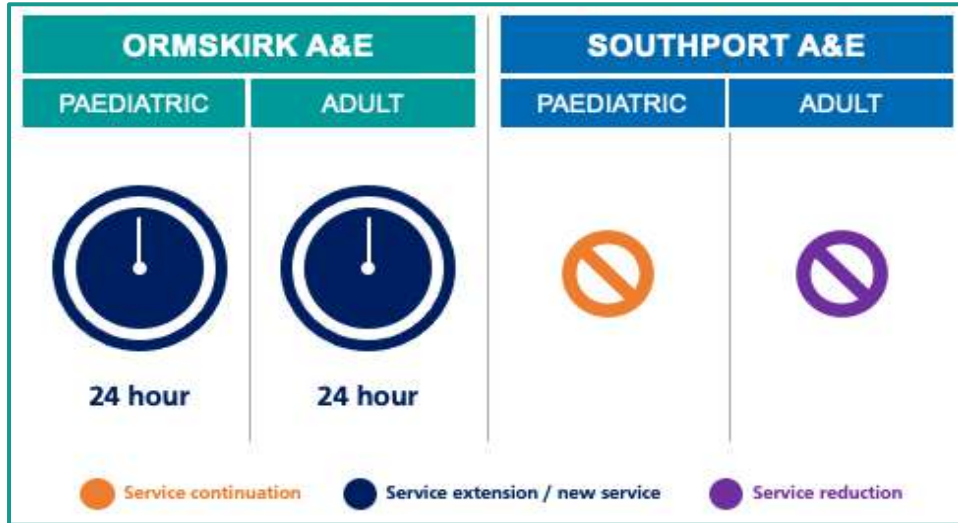 ORMSKIRK A&E
SOUTHPORT A&E
PAEDIATRIC
ADULT
PAEDIATRIC
ADULT
24 hour
24 hour
Service continuation
Service extension / new service
Service reduction